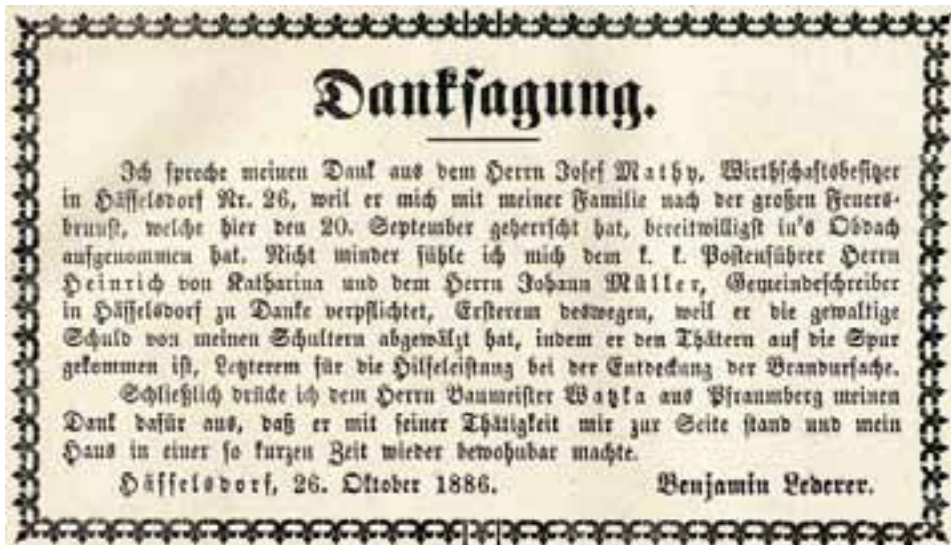 Danksagung.
Ich spreche meinen Dank aus dem Herrn Josef Mathy, Wirthschaftsbesitzer
in Hässelsdorf Nr. 26, weil er mich mit meiner Familie nach der großen Feuers-
brunst, welche hier den 20. September geherrscht hat, bereitwilligst in's Obdach
aufgenommen hat. Nicht minder fühle ich mich dem k. k. Postenführer Herrn
Heinrich von Katharina und dem Herrn Johann Müller, Gemeindeschreiber
in Hässelsdorf zu Danke verpflichtet, Ersterem deswegen, weil er die gewaltige
Schuld von meinen Schultern abgewälzt hat, indem er den Thätern auf die Spur
gekommen ist, Letzterem für die Hilfeleistung bei der Entdeckung der Brandursache.
Schließlich drücke ich dem Herrn Baumeister Watzka aus Pfraumberg meinen
Dank dafür aus, daß er mit seiner Thätigkeit mir zur Seite stand und mein
Haus in einer so kurzen Zeit wieder bewohnbar machte.
Hässelsdorf, 26. Oktober 1886. Benjamin Lederer.